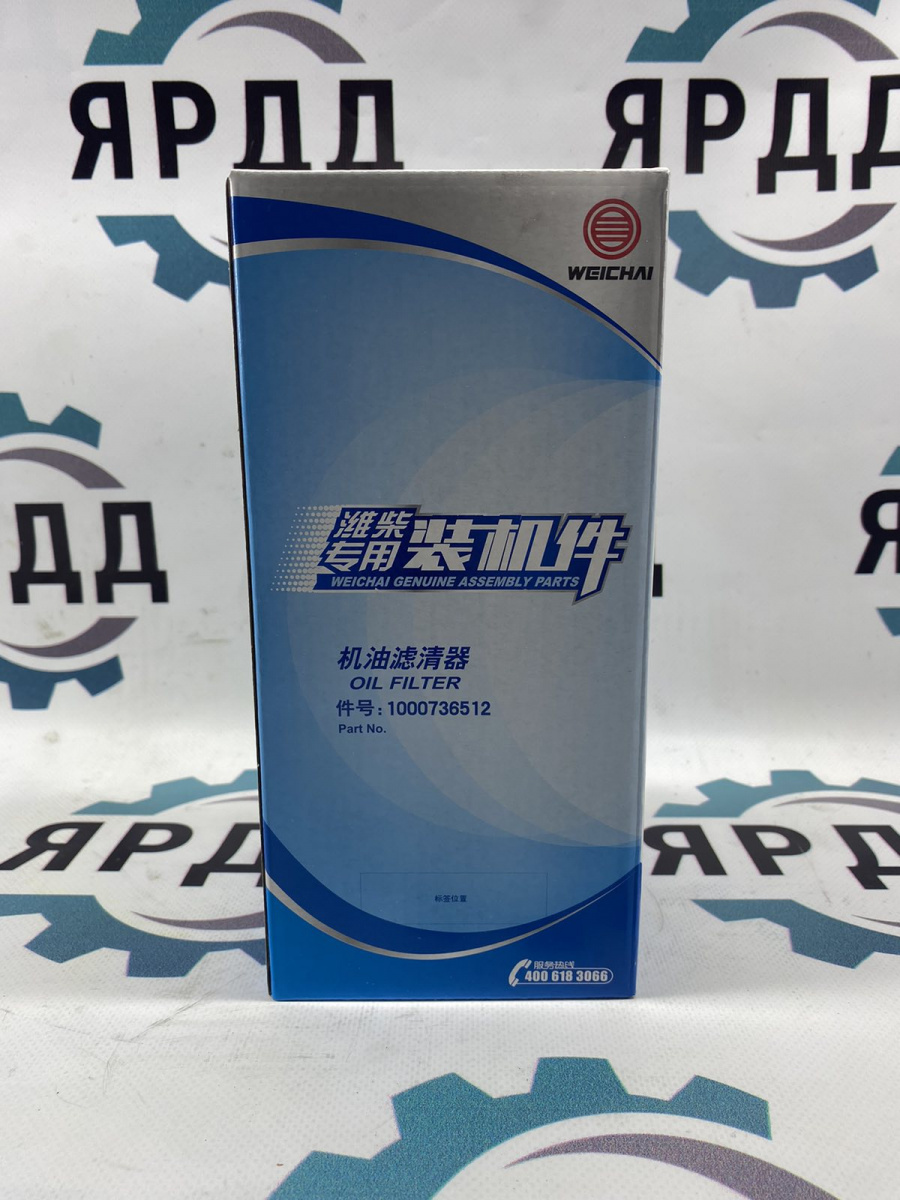 ЯРДД
ЯРДД
WEICHAI
潍柴
专用
装机件
WEICHAI GENUINE ASSEMBLY PARTS
ДД
机油滤清器
OIL FILTER
件号：1000736512
Part No.
ЯРДД
ЯРДД
标签位置
服务热线
400 618 3066